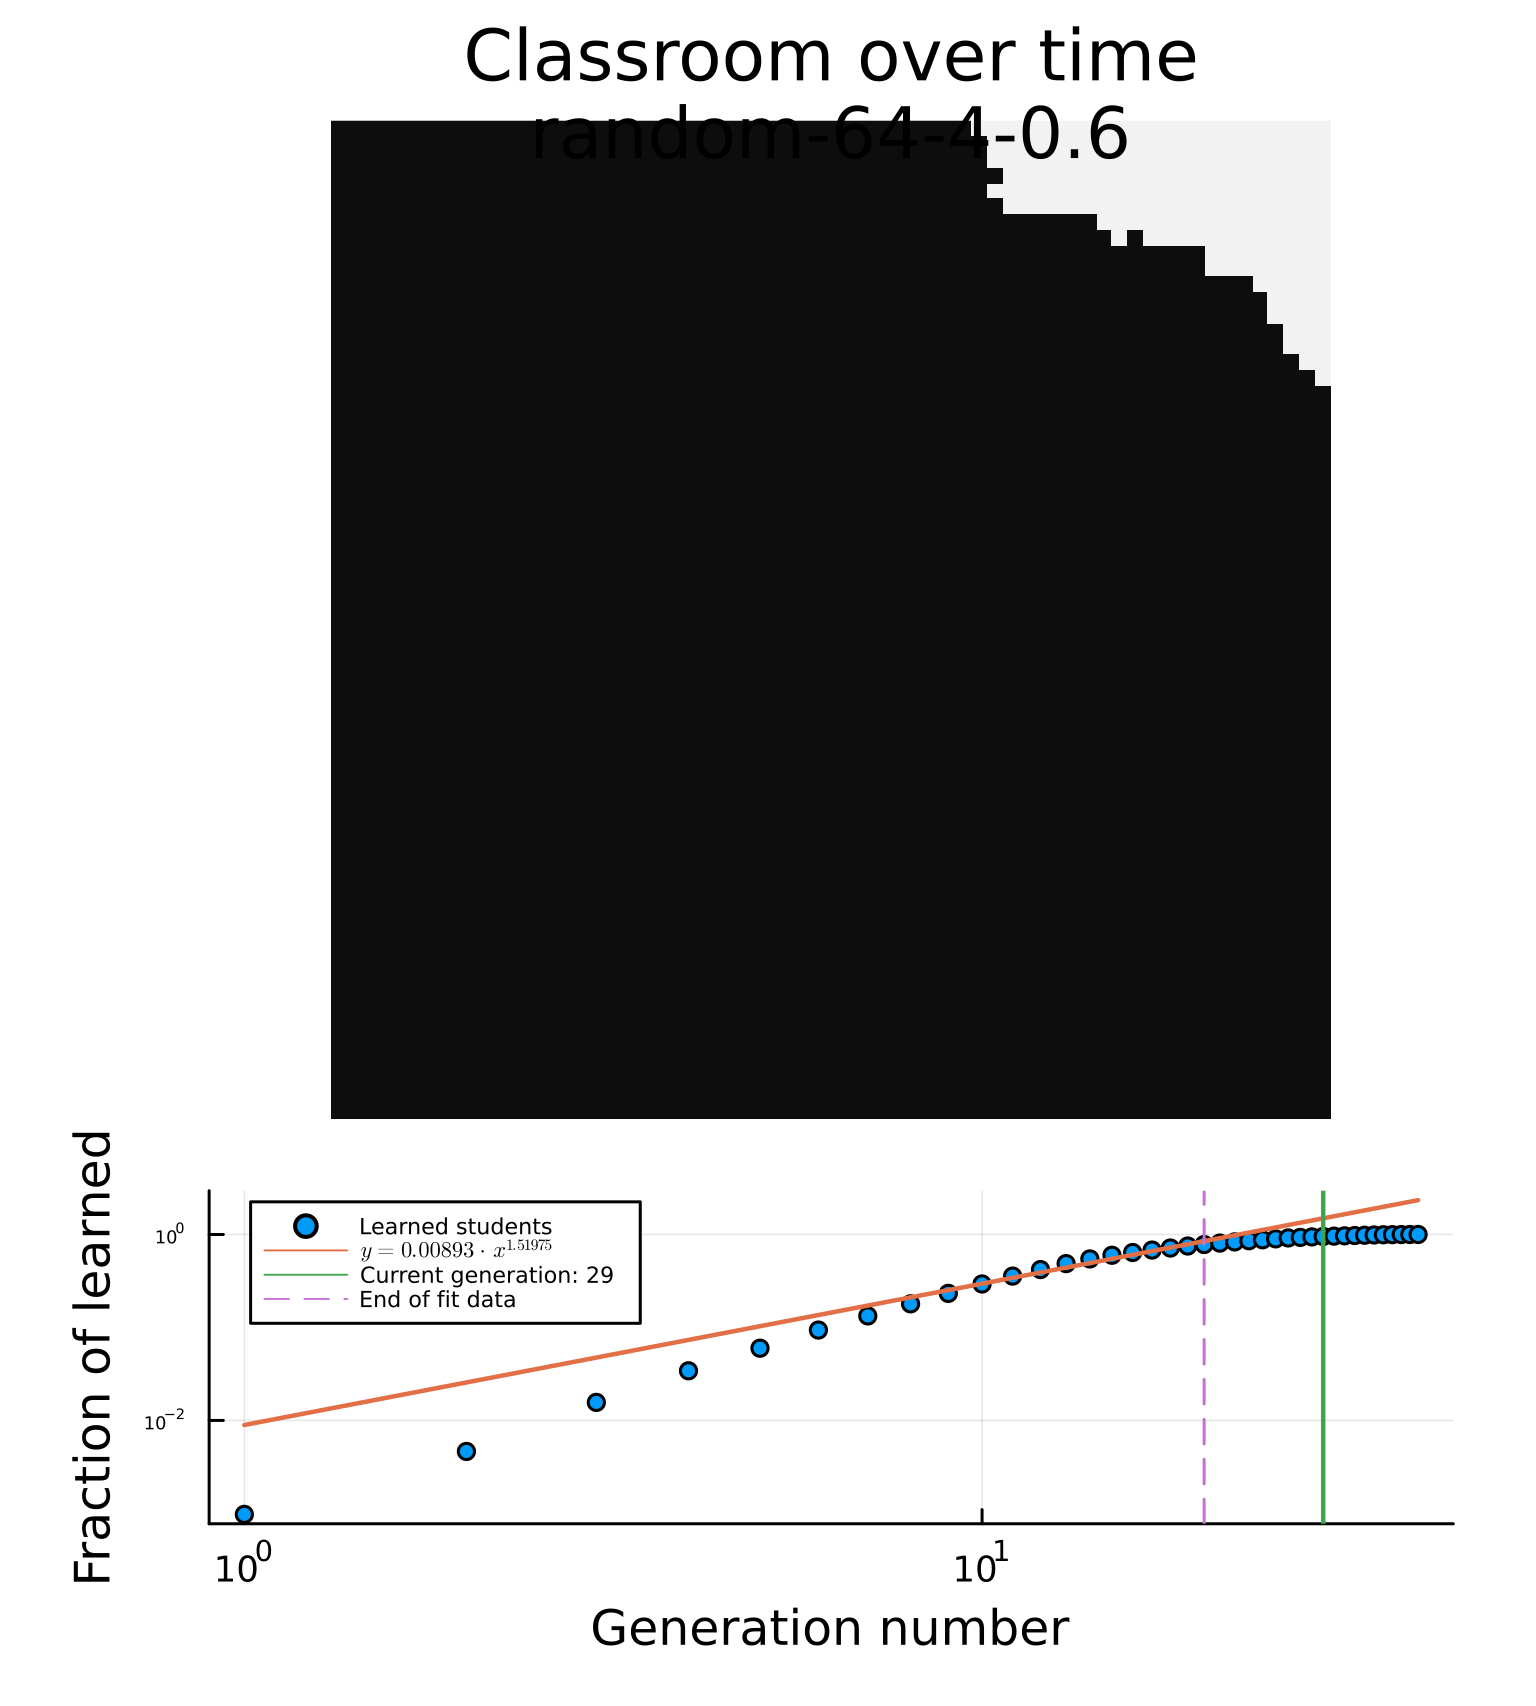 Classroom over time
random-64-4-0.6
Fraction of learned
10⁰
10⁻²
Learned students
y = 0.00893 · x^1.51975
Current generation: 29
End of fit data
10⁰
10¹
Generation number